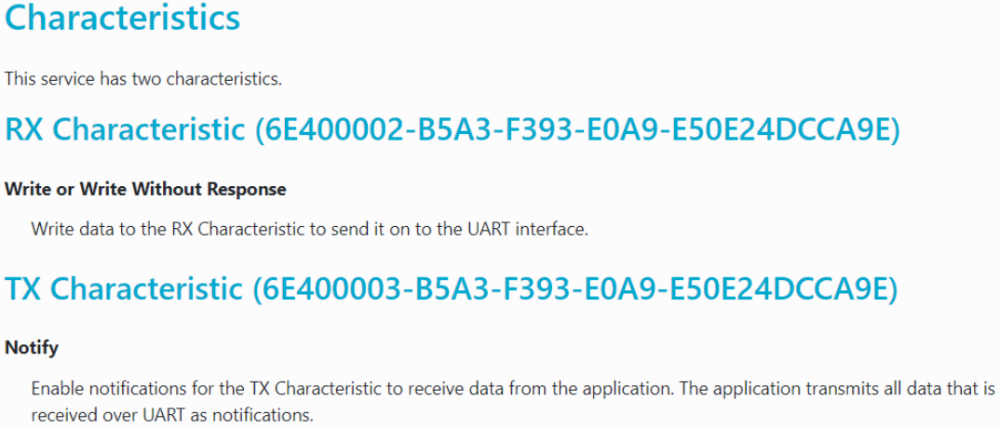 Characteristics
This service has two characteristics.
RX Characteristic (6E400002-B5A3-F393-E0A9-E50E24DCCA9E)
Write or Write Without Response
Write data to the RX Characteristic to send it on to the UART interface.
TX Characteristic (6E400003-B5A3-F393-E0A9-E50E24DCCA9E)
Notify
Enable notifications for the TX Characteristic to receive data from the application. The application transmits all data that is
received over UART as notifications.